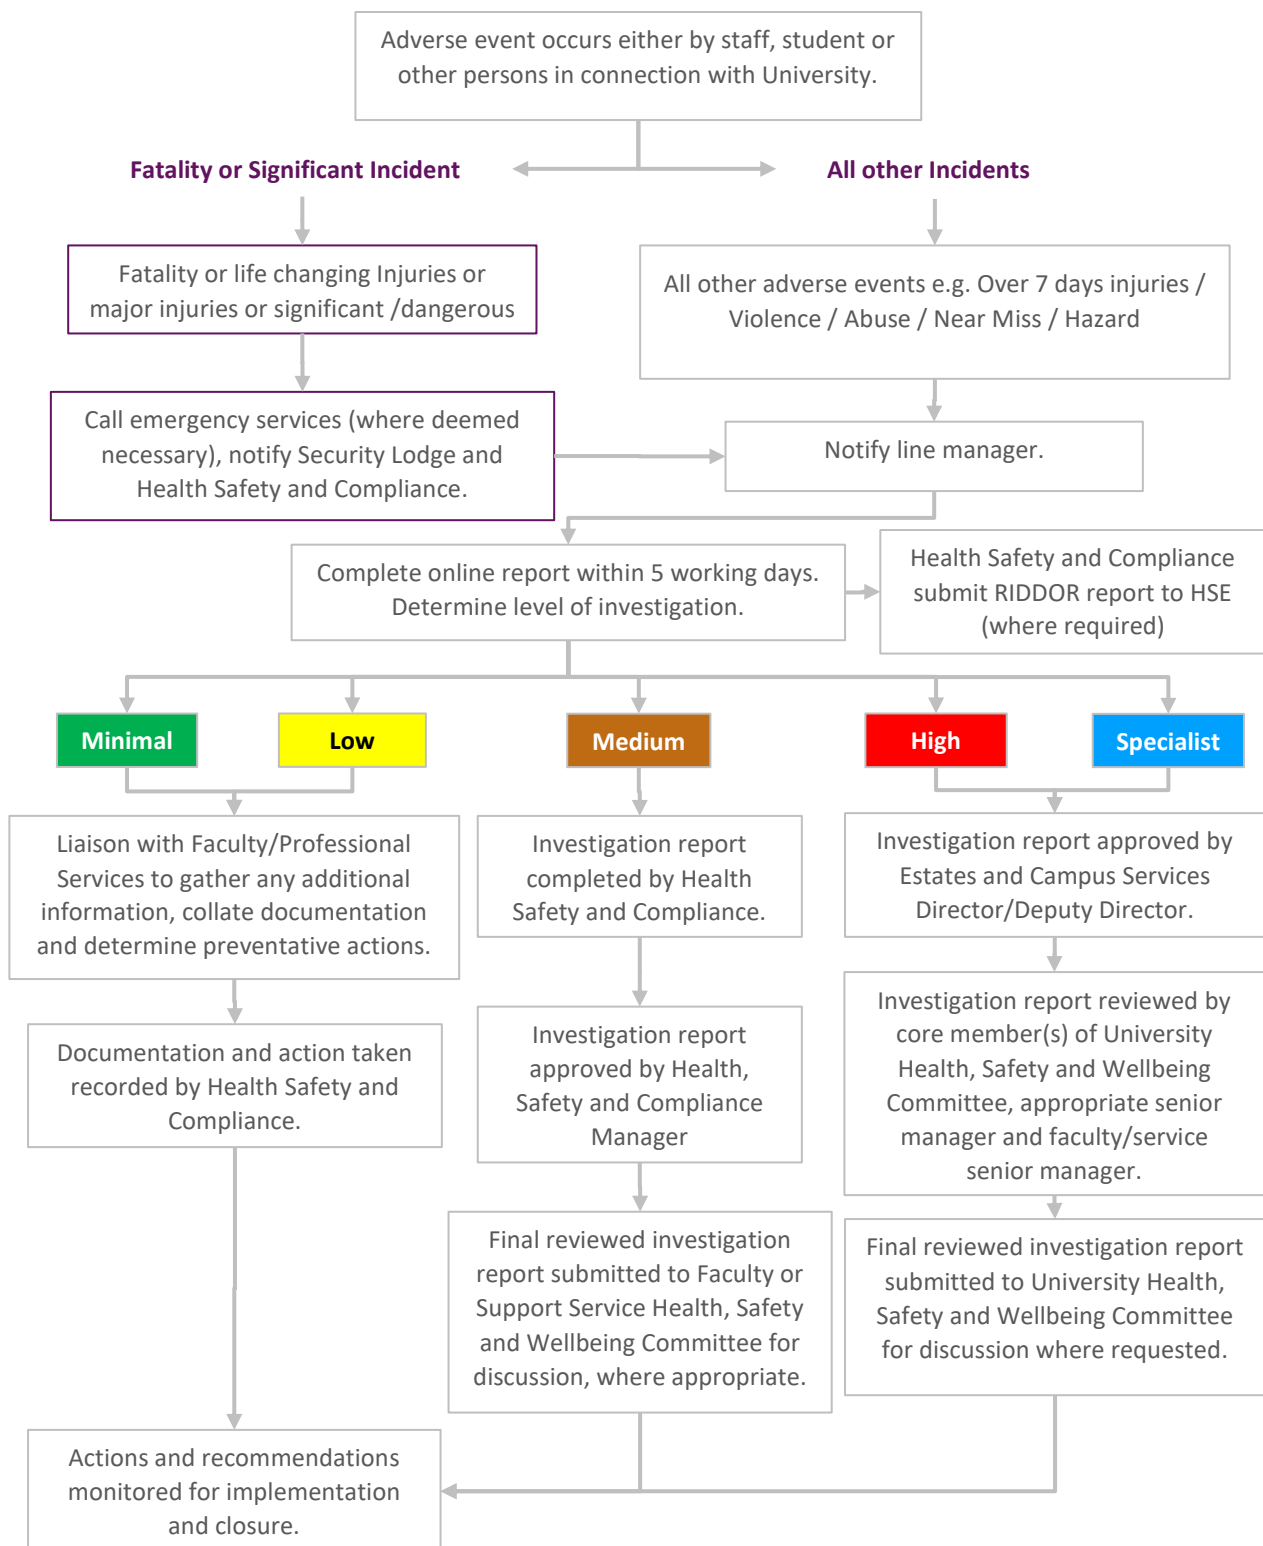 Adverse event occurs either by staff, student or
other persons in connection with University.
Fatality or Significant Incident
All other Incidents
Fatality or life changing Injuries or
major injuries or significant /dangerous
All other adverse events e.g. Over 7 days injuries /
Violence / Abuse / Near Miss / Hazard
Call emergency services (where deemed
necessary), notify Security Lodge and
Health Safety and Compliance.
Notify line manager.
Complete online report within 5 working days.
Determine level of investigation.
Health Safety and Compliance
submit RIDDOR report to HSE
(where required)
Minimal
Low
Medium
High
Specialist
Liaison with Faculty/Professional
Services to gather any additional
information, collate documentation
and determine preventative actions.
Investigation report
completed by Health
Safety and Compliance.
Investigation report approved by
Estates and Campus Services
Director/Deputy Director.
Documentation and action taken
recorded by Health Safety and
Compliance.
Investigation report
approved by Health,
Safety and Compliance
Manager
Investigation report reviewed by
core member(s) of University
Health, Safety and Wellbeing
Committee, appropriate senior
manager and faculty/service
senior manager.
Final reviewed investigation
report submitted to Faculty or
Support Service Health, Safety
and Wellbeing Committee for
discussion, where appropriate.
Final reviewed investigation report
submitted to University Health,
Safety and Wellbeing Committee
for discussion where requested.
Actions and recommendations
monitored for implementation
and closure.